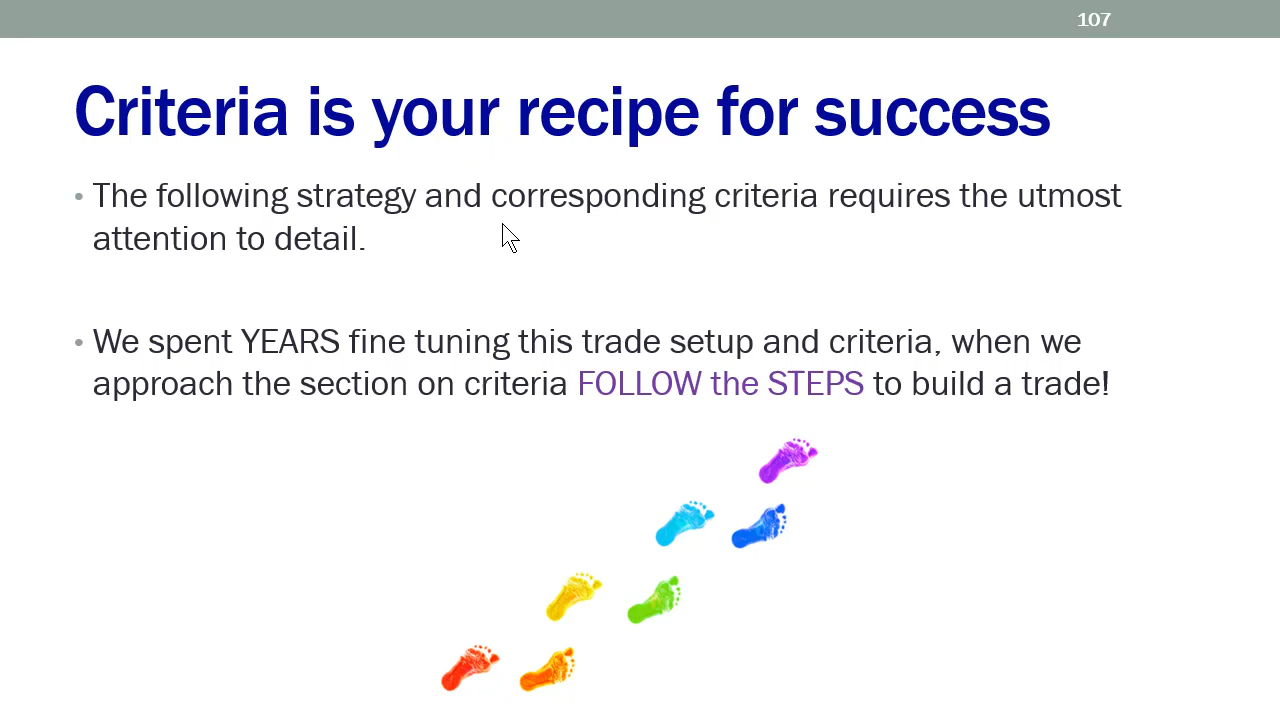 107
Criteria is your recipe for success
• The following strategy and corresponding criteria requires the utmost
attention to detail.
• We spent YEARS fine tuning this trade setup and criteria, when we
approach the section on criteria FOLLOW the STEPS to build a trade!